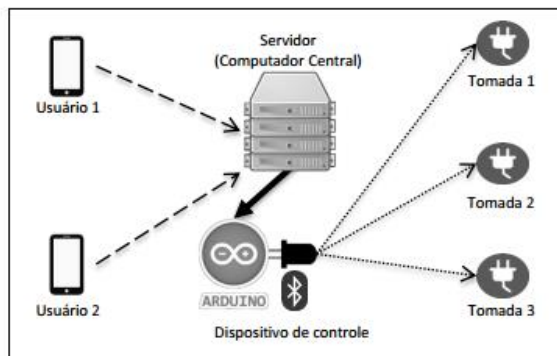 Servidor
(Computador Central)
Usuário 1
Tomada 1
Tomada 2
Usuário 2
ARDUINO
Tomada 3
Dispositivo de controle